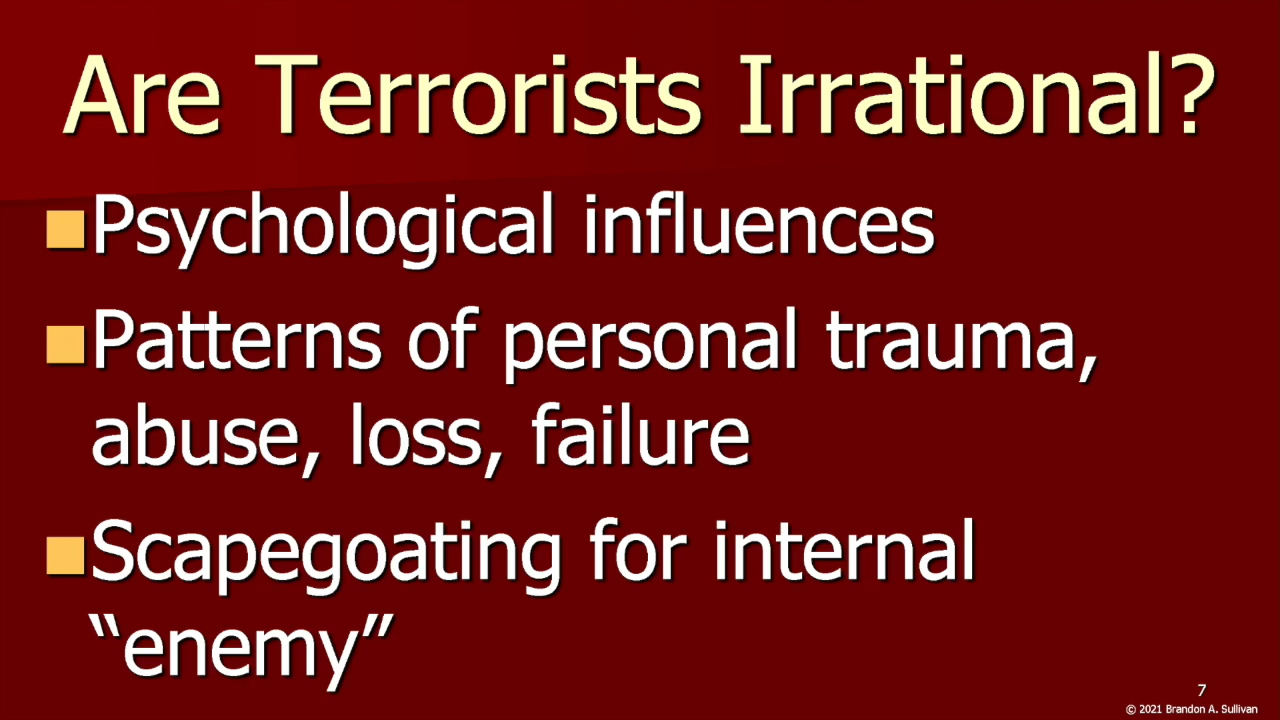 Are Terrorists Irrational?
Psychological influences
Patterns of personal trauma,
abuse, loss, failure
Scapegoating for internal
“enemy”
7
© 2021 Brandon A. Sullivan